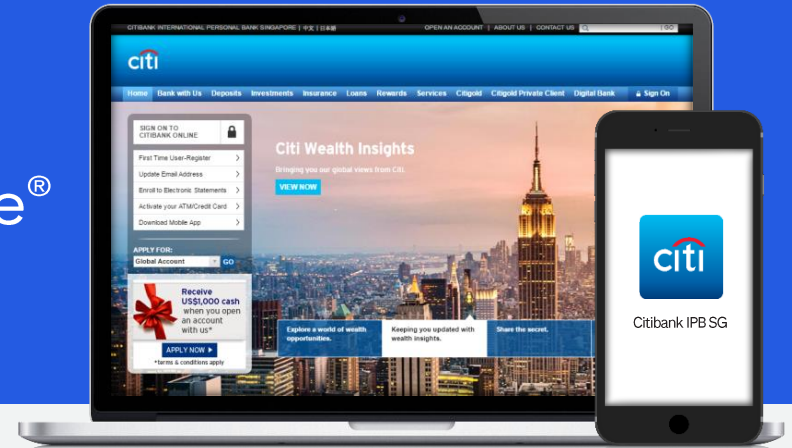 CITIBANK INTERNATIONAL PERSONAL BANK SINGAPORE | 中文 | 日本語 OPEN AN ACCOUNT | ABOUT US | CONTACT US GO
citi
Home Bank with Us Deposits Investments Insurance Loans Rewards Services Citigold Citigold Private Client Digital Bank Sign On
SIGN ON TO
CITIBANK ONLINE
First Time User-Register
Update Email Address
Enroll to Electronic Statements
Activate your ATM/Credit Card
Download Mobile App
APPLY FOR:
Global Account GO
Receive
US$1,000 cash
when you open
an account
with us*
APPLY NOW
*terms & conditions apply
Citi Wealth Insights
Bringing you our global views from Citi.
VIEW NOW
Explore a world of wealth
opportunities.
Keeping you updated with
wealth insights.
Share the secret.
e®
citi
Citibank IPB SG